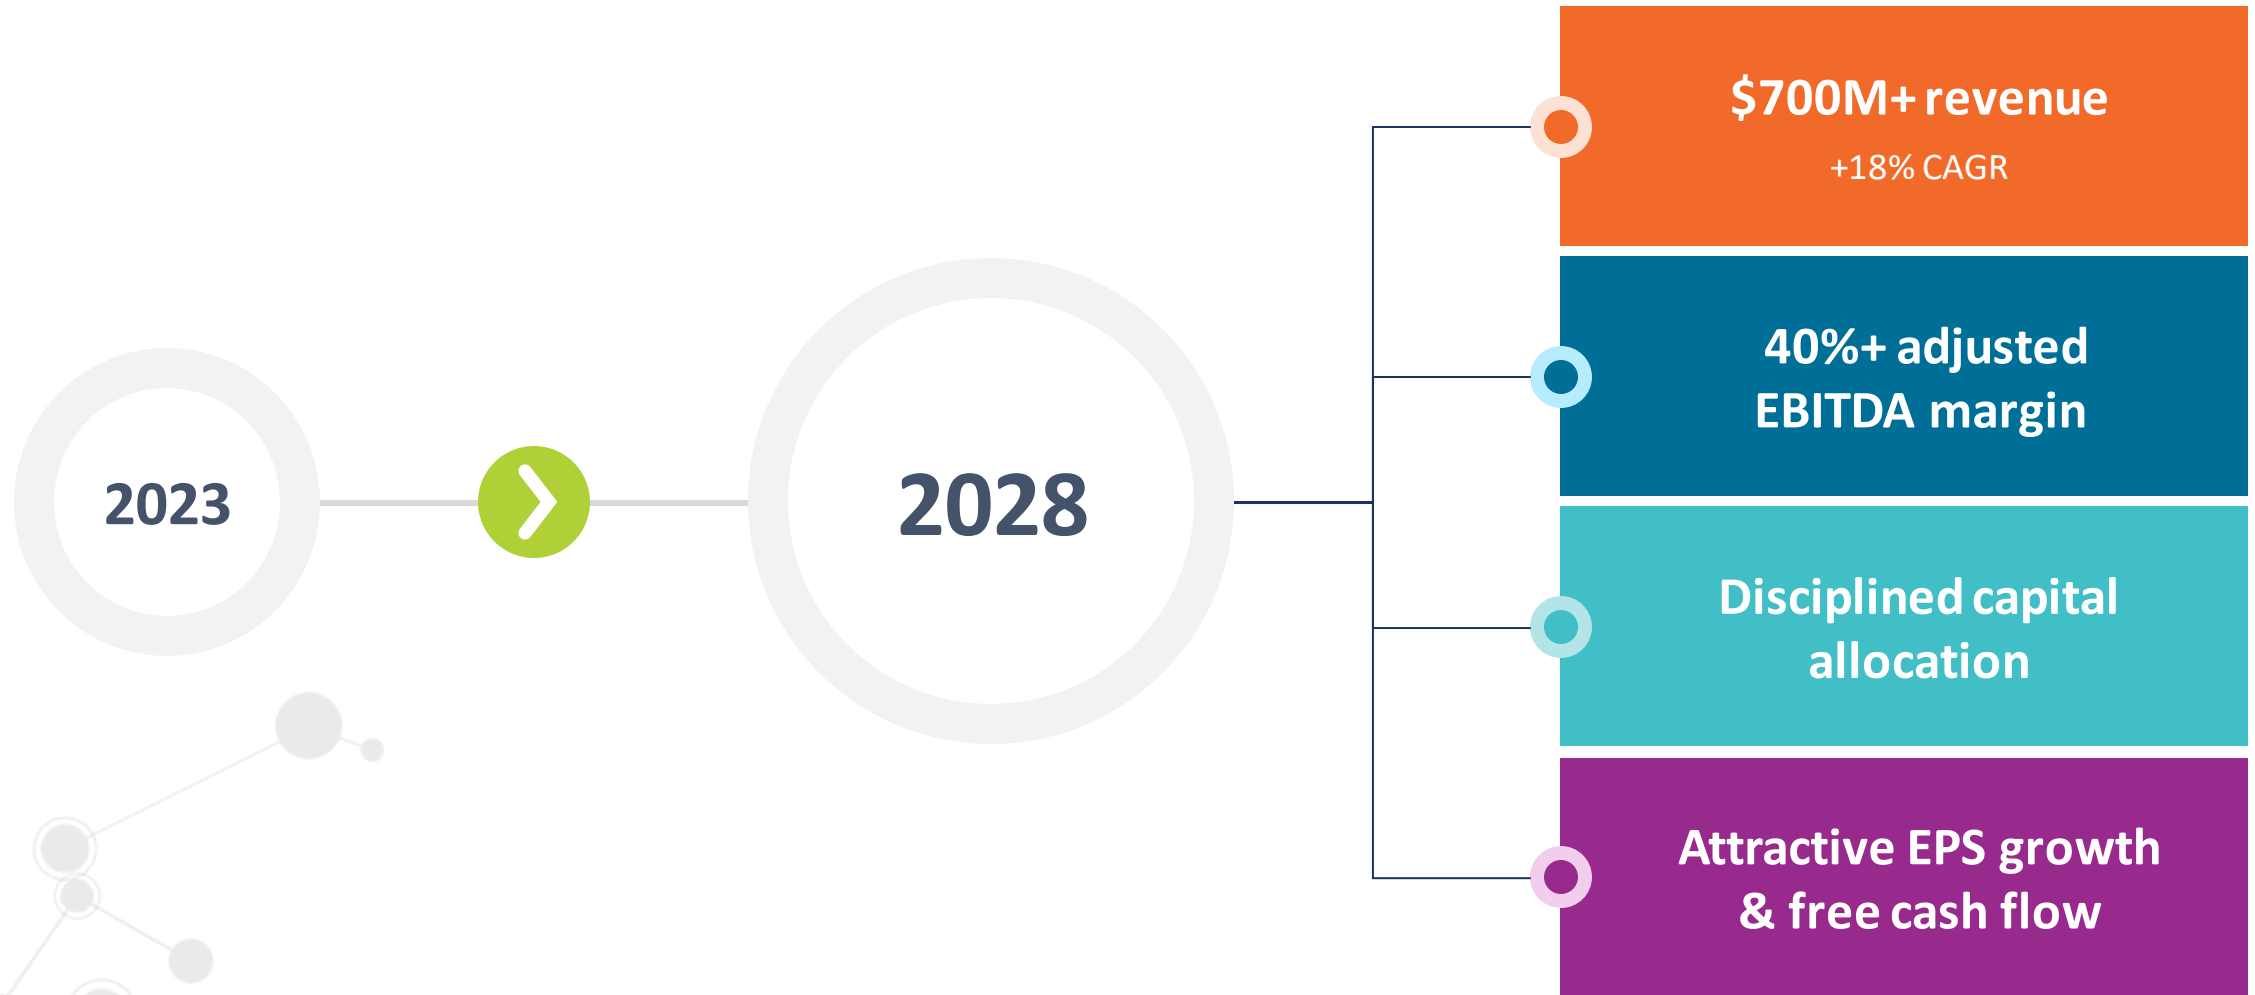 2023
2028
$700M+ revenue
+18% CAGR
40%+ adjusted
EBITDA margin
Disciplined capital
allocation
Attractive EPS growth
& free cash flow